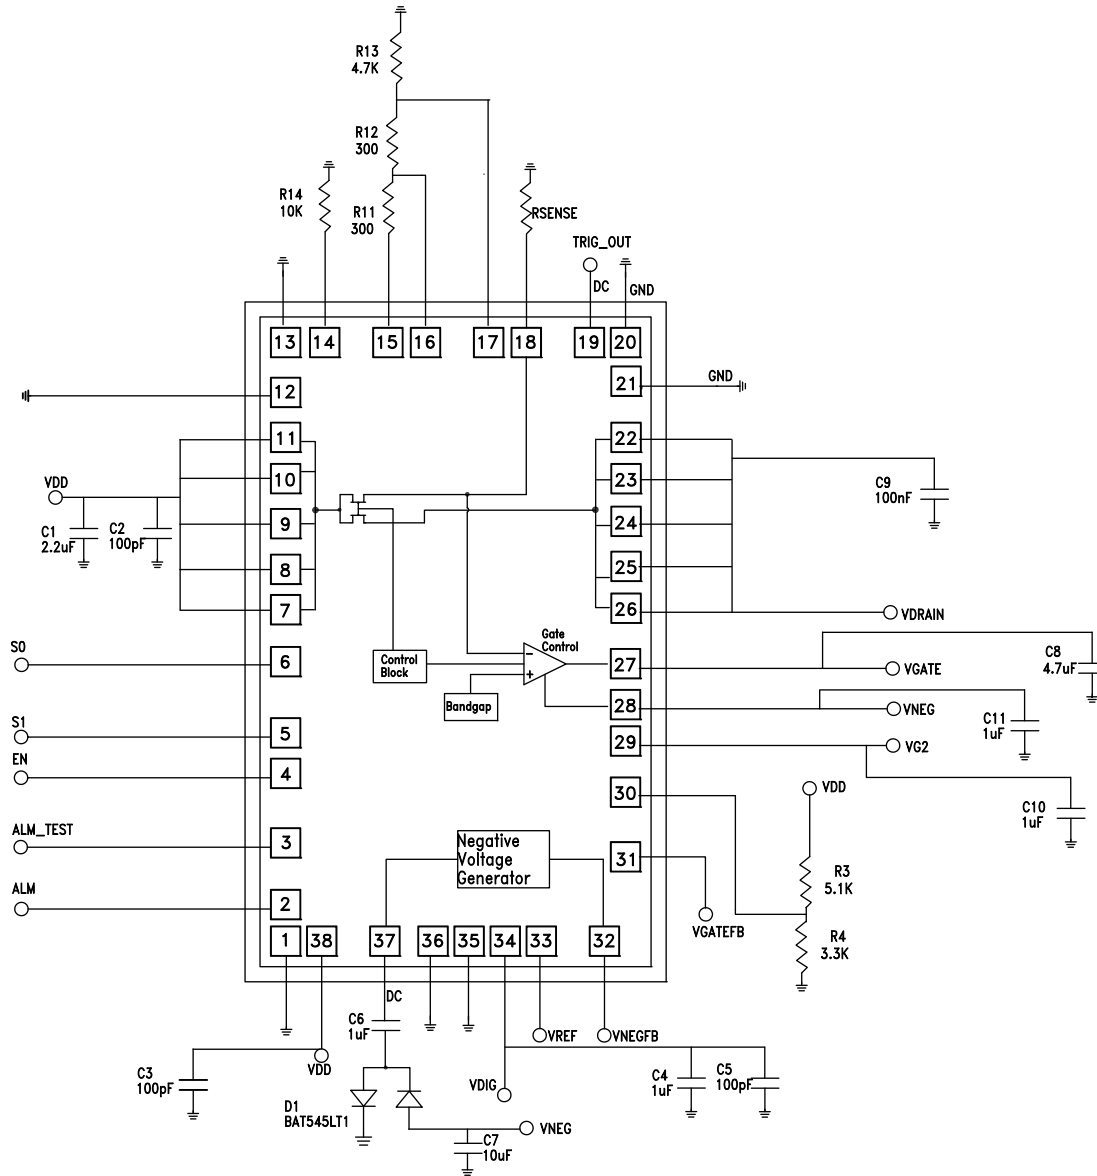 R13
4.7K
R12
300
R14
10K
R11
300
RSENSE
TRIG_OUT
DC
GND
13
14
15
16
17
18
19
20
21
GND
12
11
22
10
23
C9
100nF
VDD
C1
2.2uF
C2
100pF
9
24
8
25
7
26
VDRAIN
S0
6
Control
Block
Gate
Control
-
+
Bandgap
27
VGATE
C8
4.7uF
28
VNEG
C11
1uF
S1
5
29
VG2
EN
4
30
VDD
C10
1uF
ALM_TEST
3
Negative
Voltage
Generator
31
R3
5.1K
ALM
2
VGATEFB
R4
3.3K
1
38
37
36
35
34
33
32
DC
C6
1uF
VREF
VNEGFB
C3
100pF
VDD
VDIG
C4
1uF
C5
100pF
D1
BAT545LT1
VNEG
C7
10uF